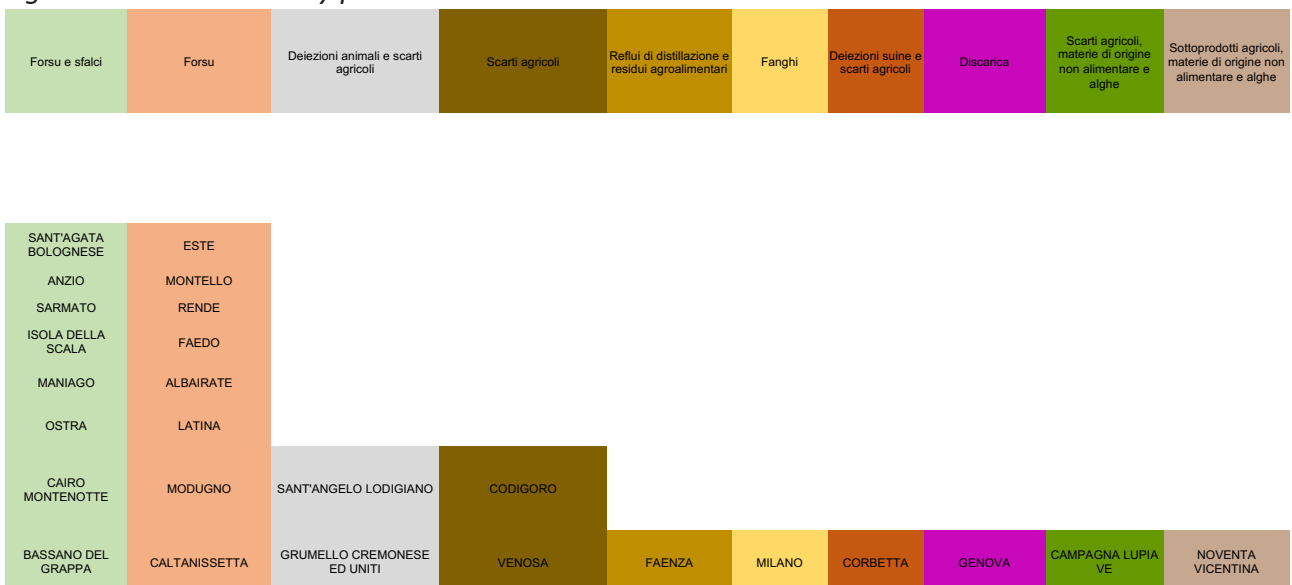 Forsu e sfalci
Forsu
Deiezioni animali e scarti
agricoli
Scarti agricoli
Reflui di distillazione e
residui agroalimentari
Fanghi
Deiezioni suine e
scarti agricoli
Discarica
Scarti agricoli,
materie di origine
non alimentare e
alghe
Sottoprodotti agricoli,
materie di origine non
alimentare e alghe
SANT'AGATA
BOLOGNESE
ESTE
ANZIO
MONTELLO
SARMATO
RENDE
ISOLA DELLA
SCALA
FAEDO
MANIAGO
ALBAIRATE
OSTRA
LATINA
CAIRO
MONTENOTTE
MODUGNO
SANT'ANGELO LODIGIANO
CODIGORO
BASSANO DEL
GRAPPA
CALTANISSETTA
GRUMELLO CREMONESE
ED UNITI
VENOSA
FAENZA
MILANO
CORBETTA
GENOVA
CAMPAGNA LUPIA
VE
NOVENTA
VICENTINA